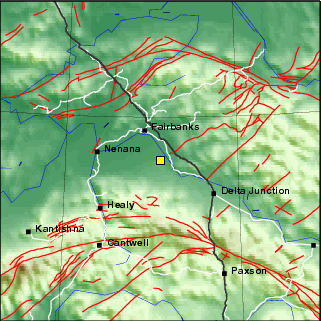 Fairbanks
Nenana
Delta Junction
Healy
Kantishna
Cantwell
Paxson